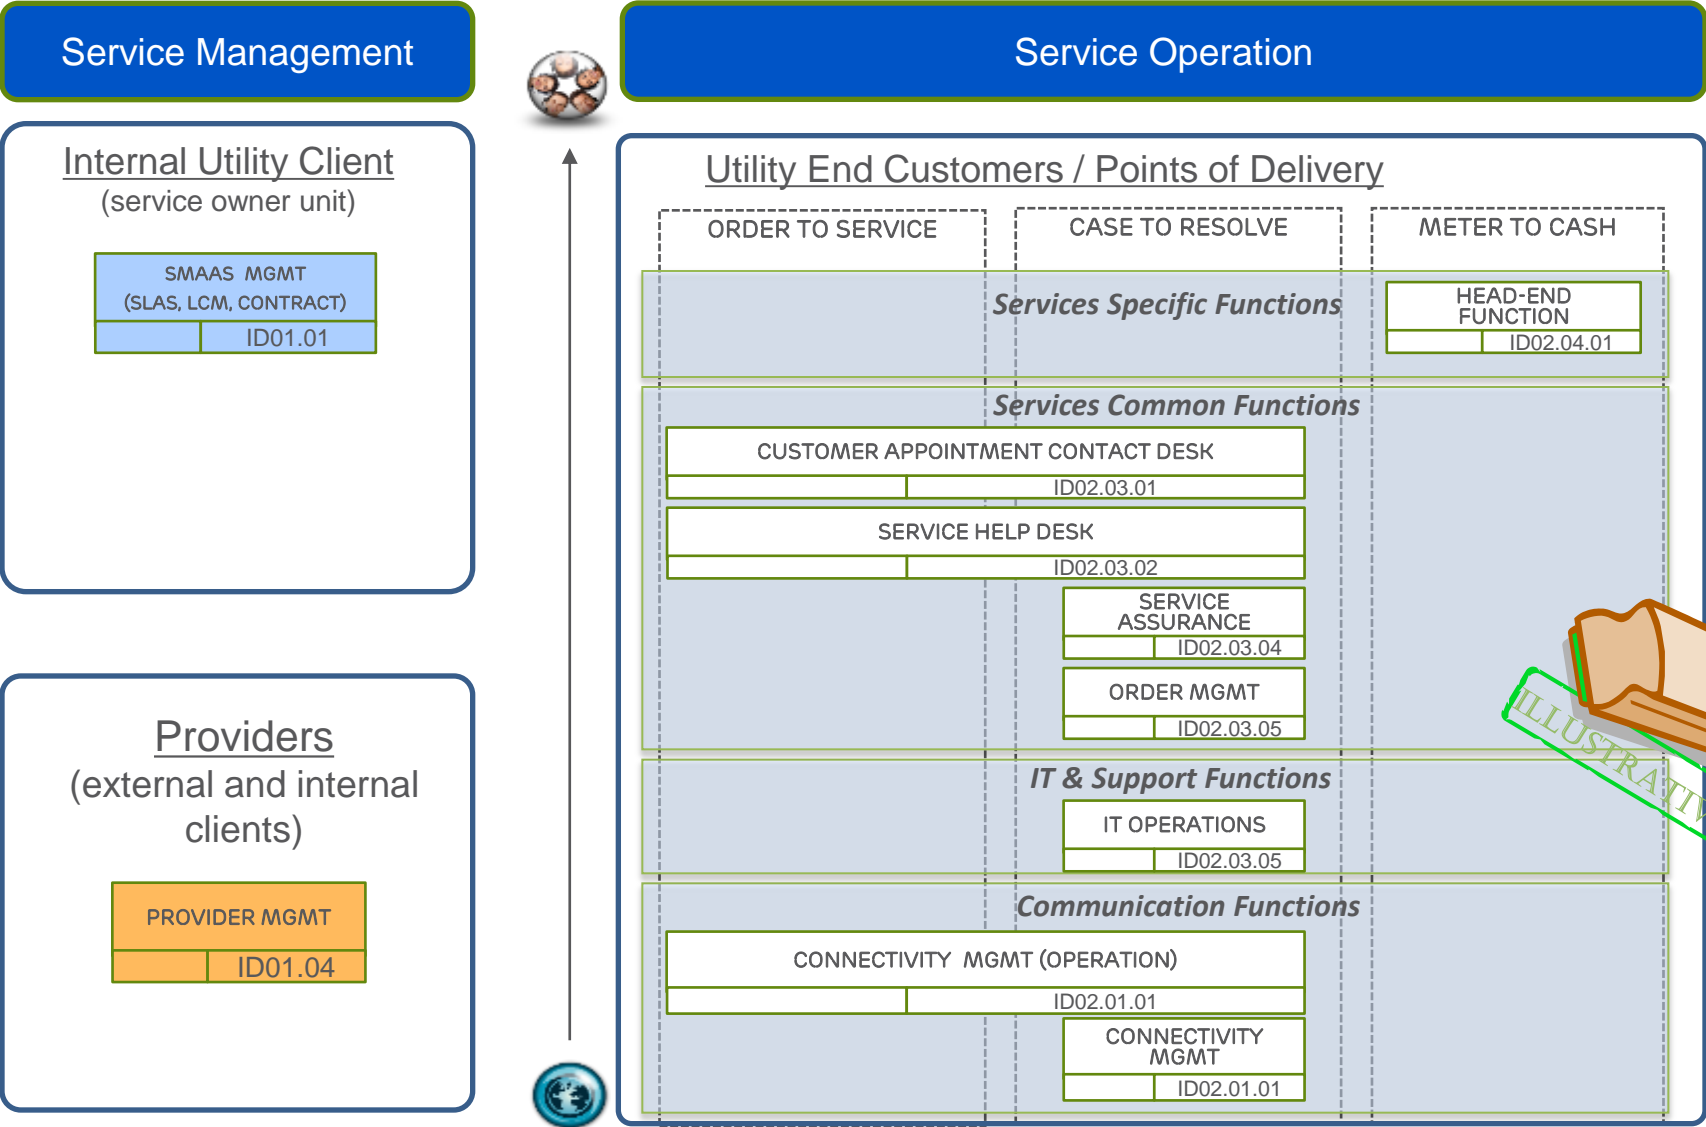 Service Management
Service Operation
Internal Utility Client
(service owner unit)
SMAAS MGMT
(SLAS, LCM, CONTRACT)
ID01.01
Providers
(external and internal
clients)
PROVIDER MGMT
ID01.04
Utility End Customers / Points of Delivery
ORDER TO SERVICE
CASE TO RESOLVE
METER TO CASH
Services Specific Functions
HEAD-END
FUNCTION
ID02.04.01
Services Common Functions
CUSTOMER APPOINTMENT CONTACT DESK
ID02.03.01
SERVICE HELP DESK
ID02.03.02
SERVICE
ASSURANCE
ID02.03.04
ORDER MGMT
ID02.03.05
ILLUSTRATIV
IT & Support Functions
IT OPERATIONS
ID02.03.05
Communication Functions
CONNECTIVITY MGMT (OPERATION)
ID02.01.01
CONNECTIVITY
MGMT
ID02.01.01